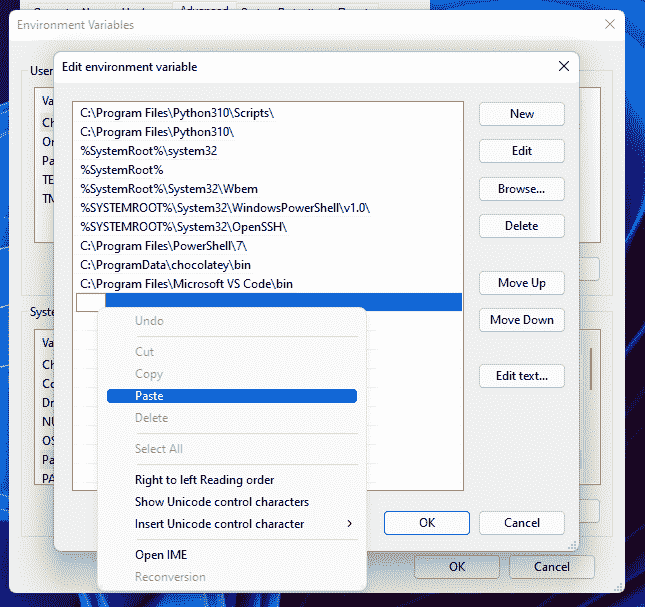 Advanced
Environment Variables
Edit environment variable
User
C:\Program Files\Python310\Scripts\
C:\Program Files\Python310\
%SystemRoot%\system32
%SystemRoot%
%SystemRoot%\System32\Wbem
%SYSTEMROOT%\System32\WindowsPowerShell\v1.0\
%SYSTEMROOT%\System32\OpenSSH\
C:\Program Files\PowerShell\7\
C:\ProgramData\chocolatey\bin
C:\Program Files\Microsoft VS Code\bin
New
Edit
Browse...
Delete
Move Up
Move Down
Edit text...
Va
Ch
On
Pa
TE
TM
Syste
Va
Ch
Co
Dr
NU
OS
Pa
PA
Undo
Cut
Copy
Paste
Delete
Select All
Right to left Reading order
Show Unicode control characters
Insert Unicode control character >
Open IME
Reconversion
OK
Cancel
OK
Cancel